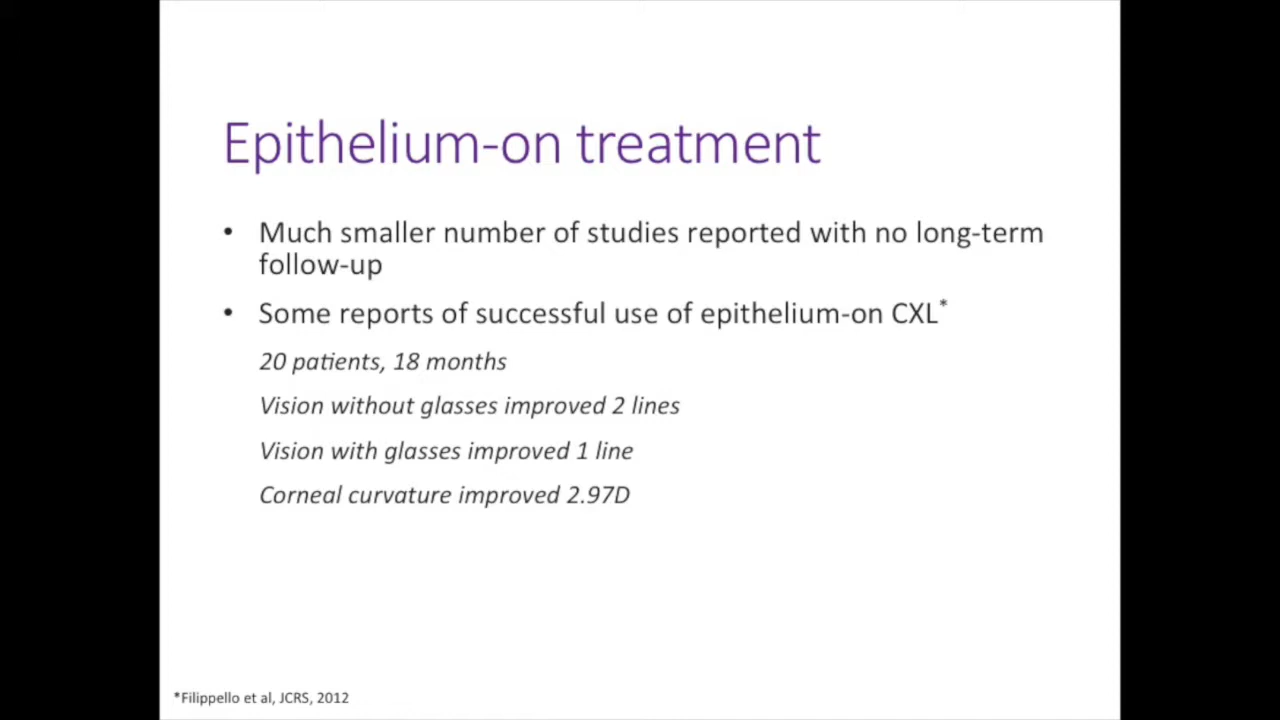 Epithelium-on treatment
• Much smaller number of studies reported with no long-term
follow-up
• Some reports of successful use of epithelium-on CXL*
20 patients, 18 months
Vision without glasses improved 2 lines
Vision with glasses improved 1 line
Corneal curvature improved 2.97D
*Filippello et al, JCRS, 2012